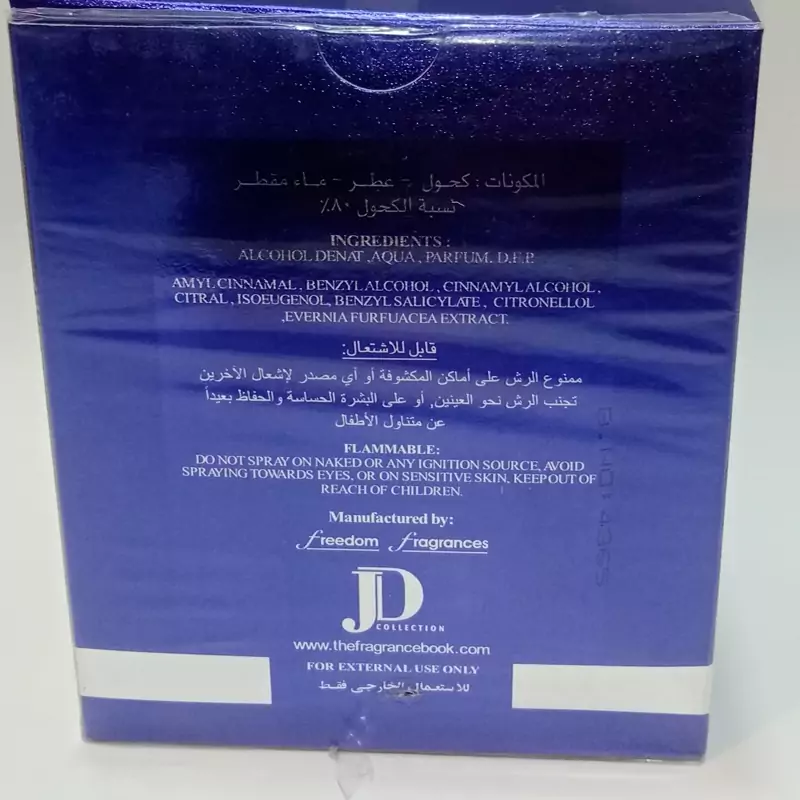 المكونات : كحول - عطر - ماء مقطر
نسبة الكحول ٨٠٪
INGREDIENTS :
ALCOHOL DENAT ,AQUA , PARFUM. D.E.P.
AMYL CINNAMAL , BENZYL ALCOHOL , CINNAMYL ALCOHOL ,
CITRAL , ISOEUGENOL, BENZYL SALICYLATE , CITRONELLOL
,EVERNIA FURFUACEA EXTRACT.
قابل للاشتعال:
ممنوع الرش على أماكن المكشوفة أو أي مصدر لإشعال الآخرين
تجنب الرش نحو العينين, أو على البشرة الحساسة والحفاظ بعيداً
عن متناول الأطفال
FLAMMABLE:
DO NOT SPRAY ON NAKED OR ANY IGNITION SOURCE, AVOID
SPRAYING TOWARDS EYES, OR ON SENSITIVE SKIN, KEEP OUT OF
REACH OF CHILDREN.
Manufactured by:
freedom fragrances
JD
COLLECTION
www.thefragrancebook.com
FOR EXTERNAL USE ONLY
للاستعمال الخارجي فقط